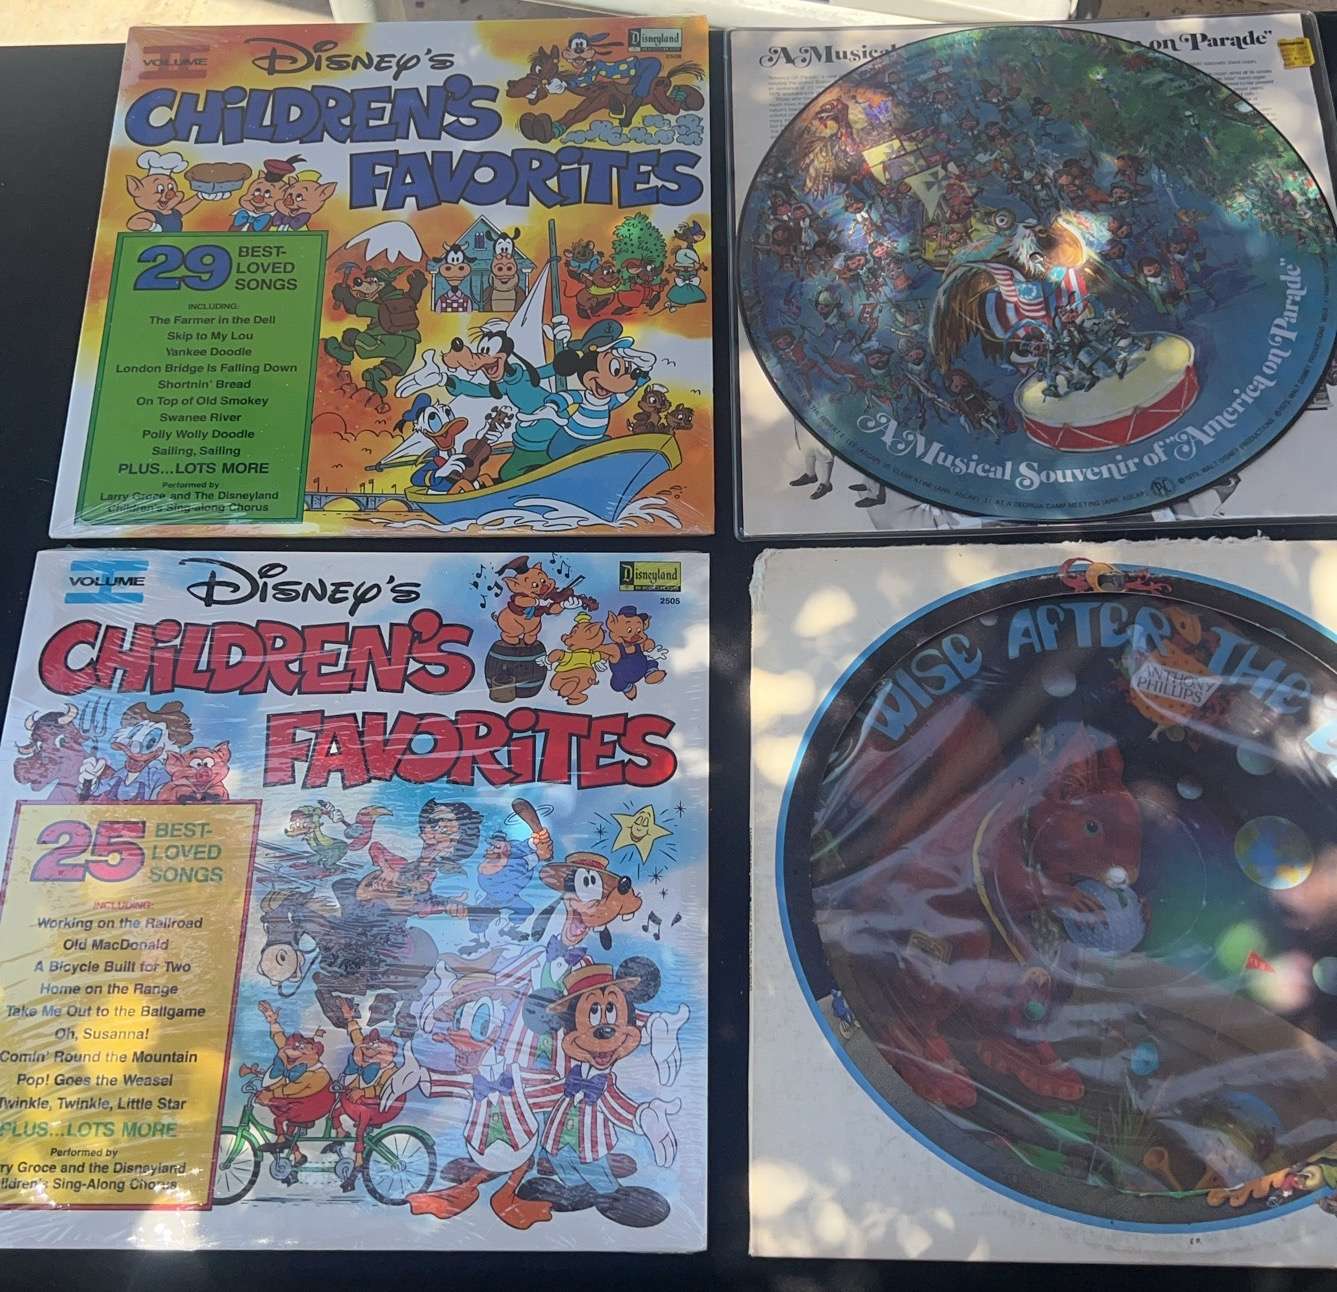 VOLUME II
Disney's
Disneyland
2508
CHiLDREN'S
FAVORiTES
29 BEST-
LOVED
SONGS
INCLUDING:
The Farmer in the Dell
Skip to My Lou
Yankee Doodle
London Bridge Is Falling Down
Shortnin' Bread
On Top of Old Smokey
Swanee River
Polly Wolly Doodle
Sailing, Sailing
PLUS...LOTS MORE
Performed by
Larry Groce and The Disneyland
Children's Sing-along Chorus
A Musical
on Parade"
A Musical Souvenir of "America on Parade"
VOLUME I
Disney's
Disneyland
2505
CHiLDREN'S
FAVORiTES
25 BEST-
LOVED
SONGS
INCLUDING:
Working on the Railroad
Old MacDonald
A Bicycle Built for Two
Home on the Range
Take Me Out to the Ballgame
Oh, Susanna!
Comin' Round the Mountain
Pop! Goes the Weasel
Twinkle, Twinkle, Little Star
PLUS...LOTS MORE
Performed by
ry Groce and the Disneyland
ildren's Sing-Along Chorus
WISE AFTER THE
ANTHONY
PHILLIPS